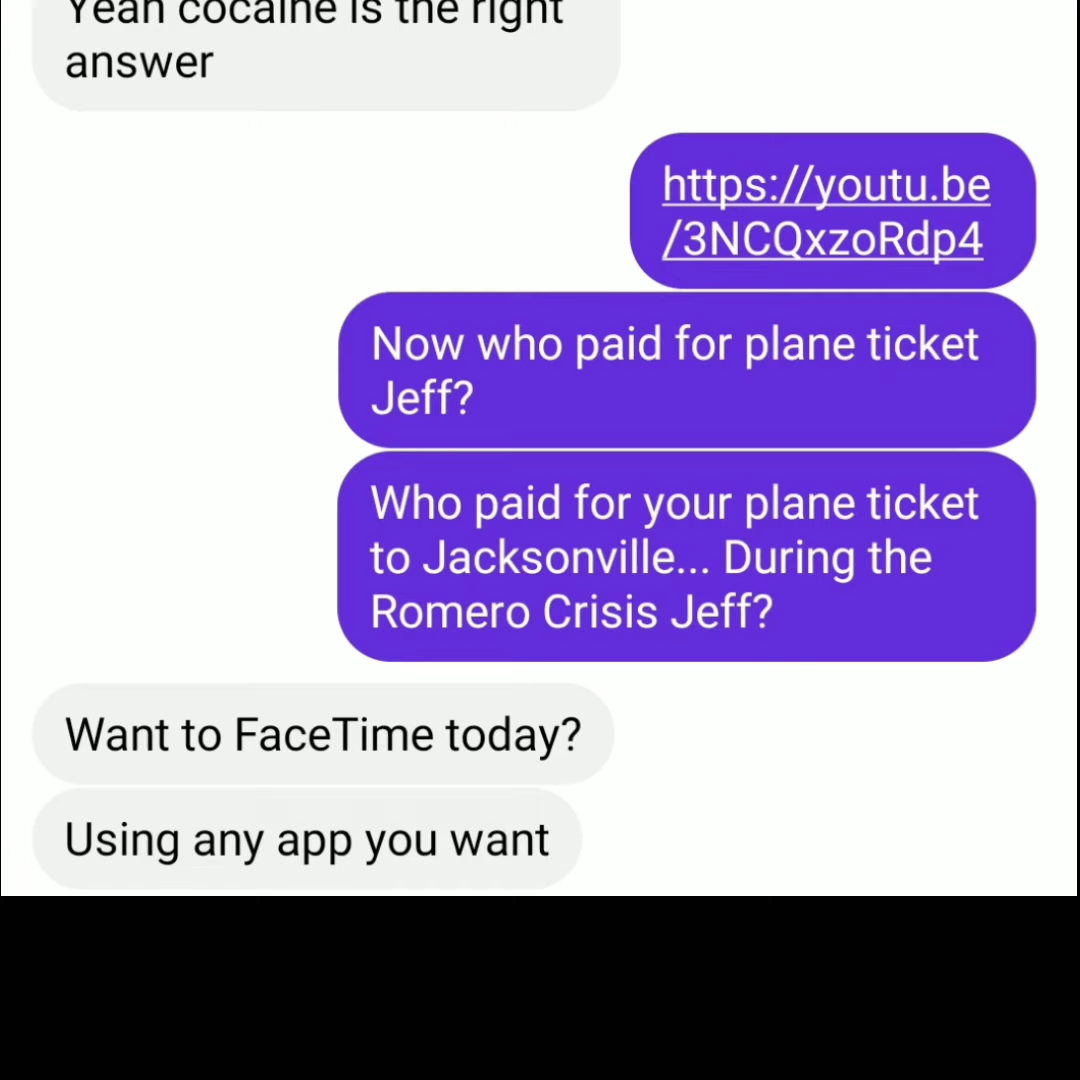 Yeah cocaine is the right
answer
https://youtu.be
/3NCQxzoRdp4
Now who paid for plane ticket
Jeff?
Who paid for your plane ticket
to Jacksonville... During the
Romero Crisis Jeff?
Want to FaceTime today?
Using any app you want